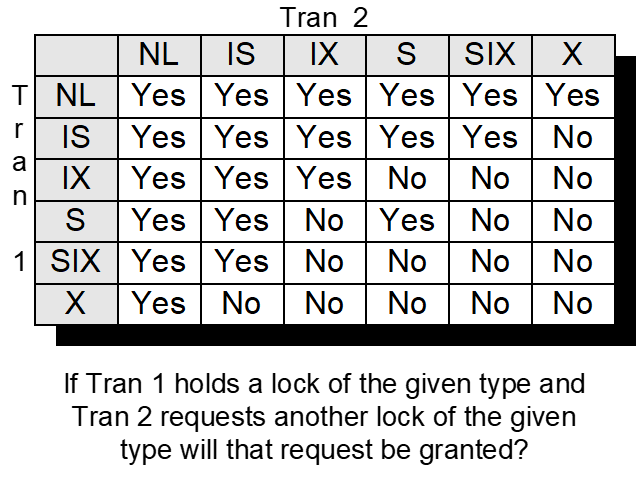 Tran 2
NL IS IX S SIX X
Tran 1
NL Yes Yes Yes Yes Yes Yes
IS Yes Yes Yes Yes Yes No
IX Yes Yes Yes No No No
S Yes Yes No Yes No No
SIX Yes Yes No No No No
X Yes No No No No No
If Tran 1 holds a lock of the given type and
Tran 2 requests another lock of the given
type will that request be granted?